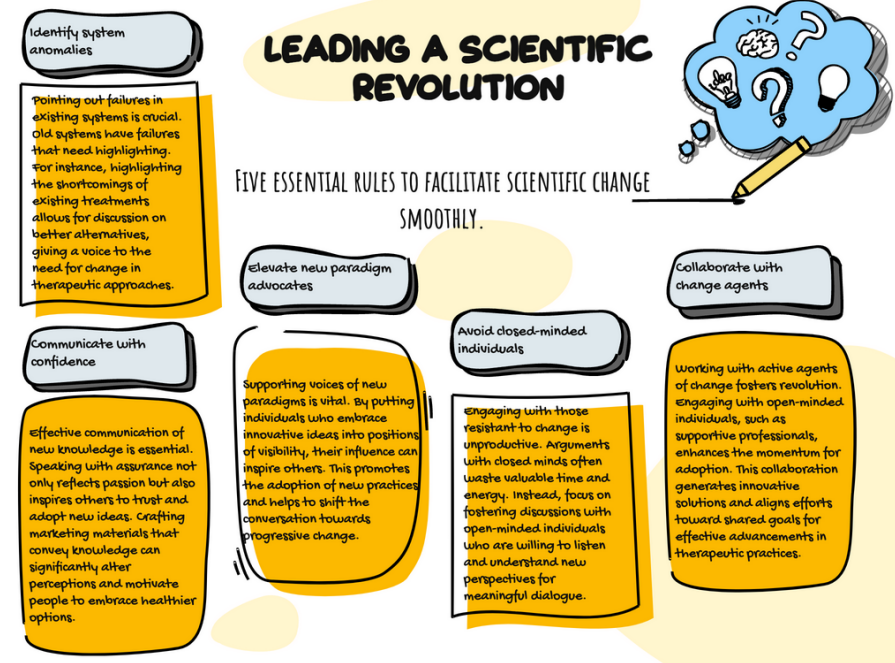 LEADING A SCIENTIFIC
REVOLUTION
FIVE ESSENTIAL RULES TO FACILITATE SCIENTIFIC CHANGE
SMOOTHLY.
idea
Identify system
anomalies
Pointing out failures in
existing systems is crucial.
Old systems have failures
that need highlighting.
For instance, highlighting
the shortcomings of
existing treatments
allows for discussion on
better alternatives,
giving a voice to the
need for change in
therapeutic approaches.
Communicate with
confidence
Effective communication of
new knowledge is essential.
Speaking with assurance not
only reflects passion but also
inspires others to trust and
adopt new ideas. Crafting
marketing materials that
convey knowledge can
significantly alter
perceptions and motivate
people to embrace healthier
options.
Elevate new paradigm
advocates
Supporting voices of new
paradigms is vital. By putting
individuals who embrace
innovative ideas into positions
of visibility, their influence can
inspire others. This promotes
the adoption of new practices
and helps to shift the
conversation towards
progressive change.
Avoid closed-minded
individuals
Engaging with those
resistant to change is
unproductive. Arguments
with closed minds often
waste valuable time and
energy. Instead, focus on
fostering discussions with
open-minded individuals
who are willing to listen
and understand new
perspectives for
meaningful dialogue.
Collaborate with
change agents
Working with active agents
of change fosters revolution.
Engaging with open-minded
individuals, such as
supportive professionals,
enhances the momentum for
adoption. This collaboration
generates innovative
solutions and aligns efforts
toward shared goals for
effective advancements in
therapeutic practices.